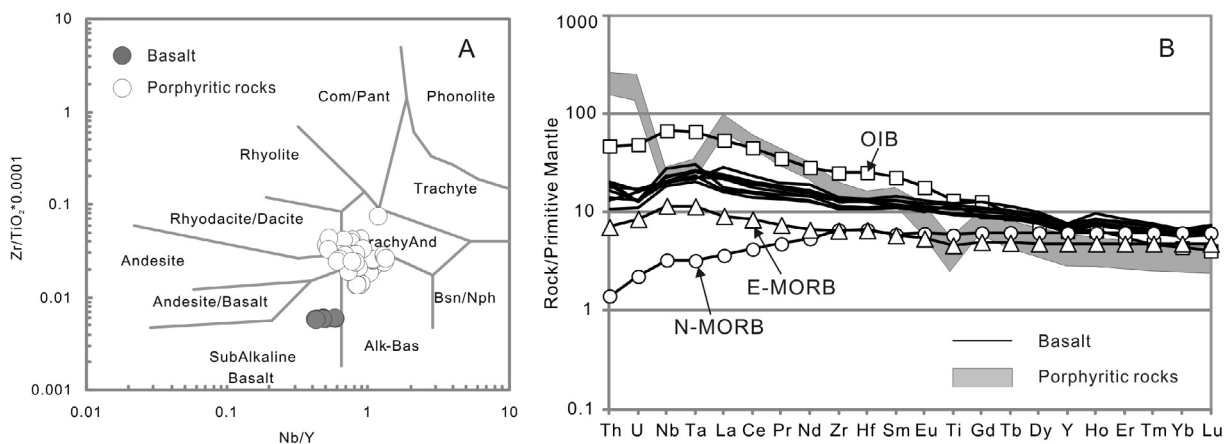 A
Basalt
Porphyritic rocks
Com/Pant
Phonolite
Rhyolite
Trachyte
Rhyodacite/Dacite
TrachyAnd
Andesite
Andesite/Basalt
Bsn/Nph
SubAlkaline
Basalt
Alk-Bas
10
1
0.1
0.01
0.001
Zr/TiO₂*0.0001
0.01
0.1
1
10
Nb/Y
B
OIB
E-MORB
N-MORB
Basalt
Porphyritic rocks
1000
100
10
1
0.1
Rock/Primitive Mantle
Th U Nb Ta La Ce Pr Nd Zr Hf Sm Eu Ti Gd Tb Dy Y Ho Er Tm Yb Lu